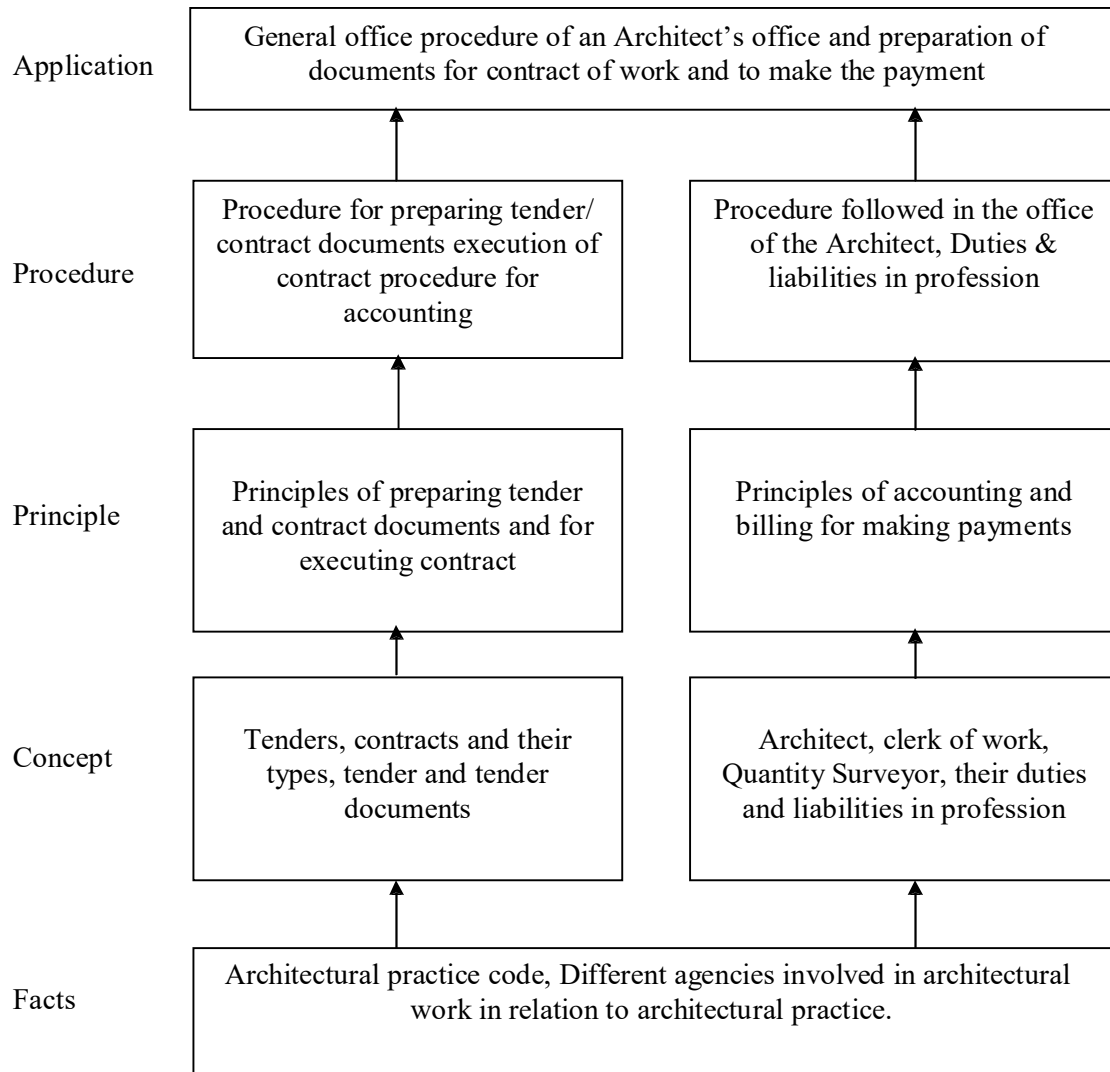 Application
General office procedure of an Architect’s office and preparation of
documents for contract of work and to make the payment
Procedure
Procedure for preparing tender/
contract documents execution of
contract procedure for
accounting
Procedure followed in the office
of the Architect, Duties &
liabilities in profession
Principle
Principles of preparing tender
and contract documents and for
executing contract
Principles of accounting and
billing for making payments
Concept
Tenders, contracts and their
types, tender and tender
documents
Architect, clerk of work,
Quantity Surveyor, their duties
and liabilities in profession
Facts
Architectural practice code, Different agencies involved in architectural
work in relation to architectural practice.